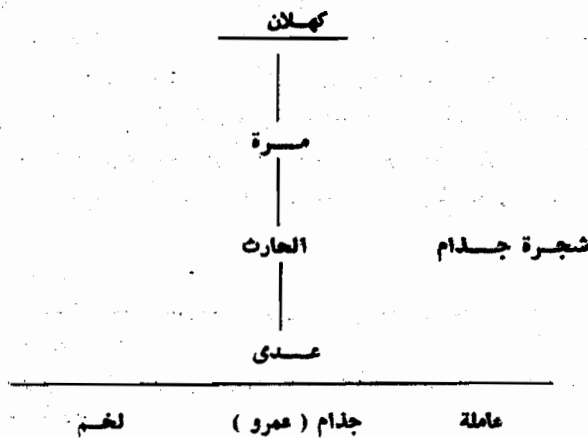 كهلان
مرة
شجرة جذام
الحارث
عدى
عاملة
جذام ( عمرو )
لخم